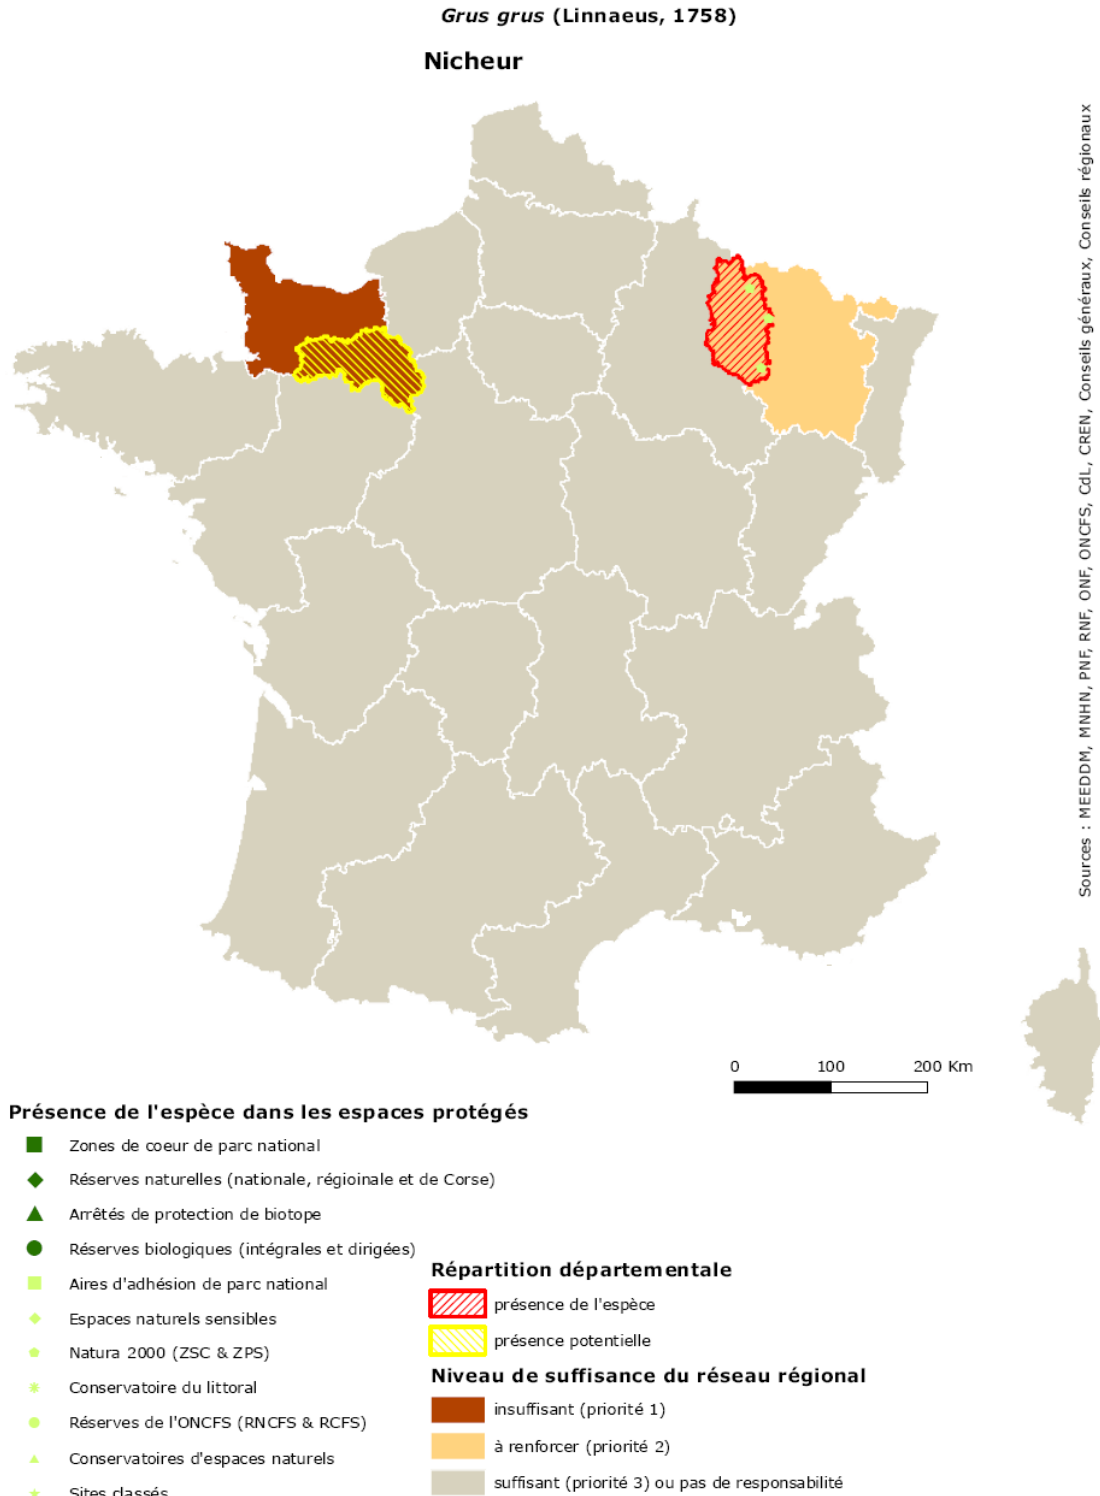 Grus grus (Linnaeus, 1758)
Nicheur
Sources : MEEDDM, MNHN, PNF, RNF, ONF, ONCFS, CdL, CREN, Conseils généraux, Conseils régionaux
0 100 200 Km
Présence de l'espèce dans les espaces protégés
Zones de coeur de parc national
Réserves naturelles (nationale, régioinale et de Corse)
Arrêtés de protection de biotope
Réserves biologiques (intégrales et dirigées)
Aires d'adhésion de parc national
Espaces naturels sensibles
Natura 2000 (ZSC & ZPS)
Conservatoire du littoral
Réserves de l'ONCFS (RNCFS & RCFS)
Conservatoires d'espaces naturels
Sites classés
Répartition départementale
présence de l'espèce
présence potentielle
Niveau de suffisance du réseau régional
insuffisant (priorité 1)
à renforcer (priorité 2)
suffisant (priorité 3) ou pas de responsabilité